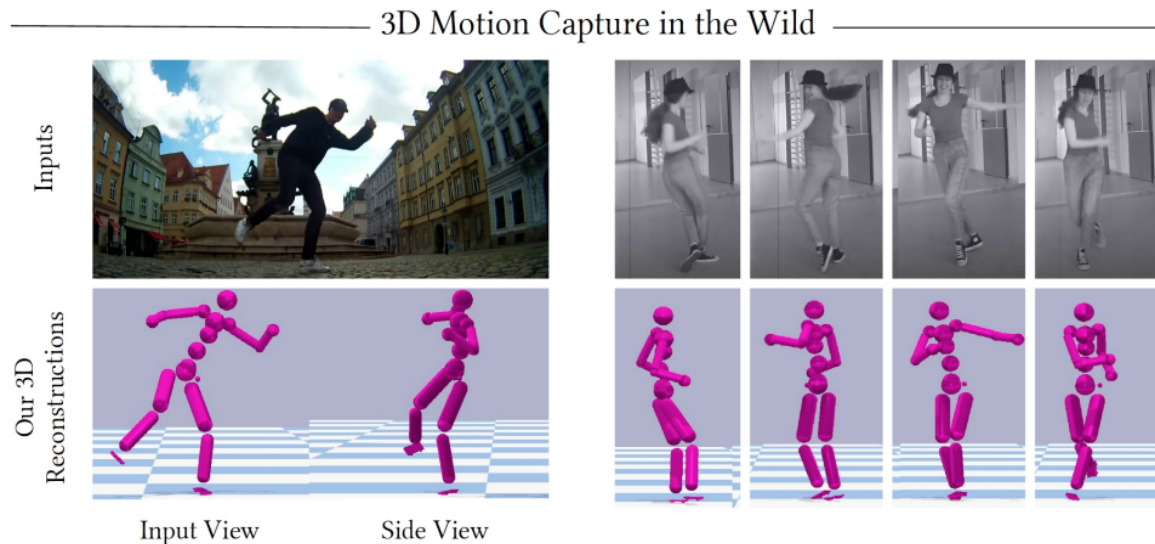 3D Motion Capture in the Wild
Inputs
Our 3D
Reconstructions
Input View
Side View